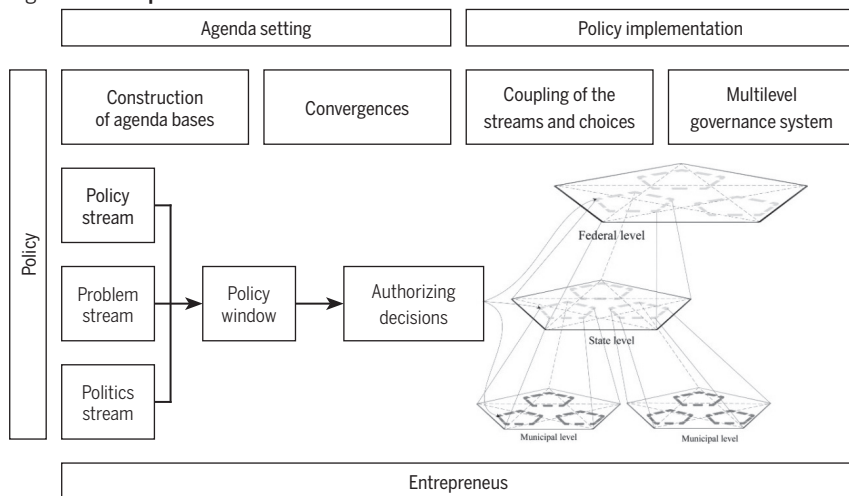 Agenda setting
Policy implementation
Construction
of agenda bases
Convergences
Coupling of the
streams and choices
Multilevel
governance system
Policy
Policy
stream
Problem
stream
Politics
stream
Policy
window
Authorizing
decisions
Federal level
State level
Municipal level
Municipal level
Entrepreneus